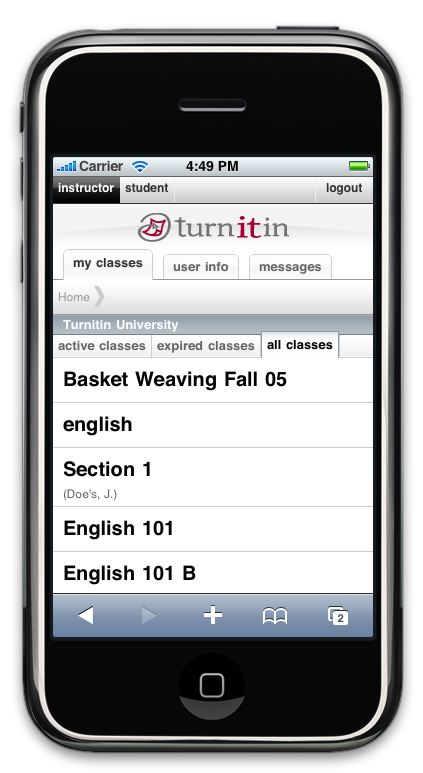 Carrier 4:49 PM
instructor student logout
turnitin
my classes user info messages
Home
Turnitin University
active classes expired classes all classes
Basket Weaving Fall 05
english
Section 1
(Doe's, J.)
English 101
English 101 B
2